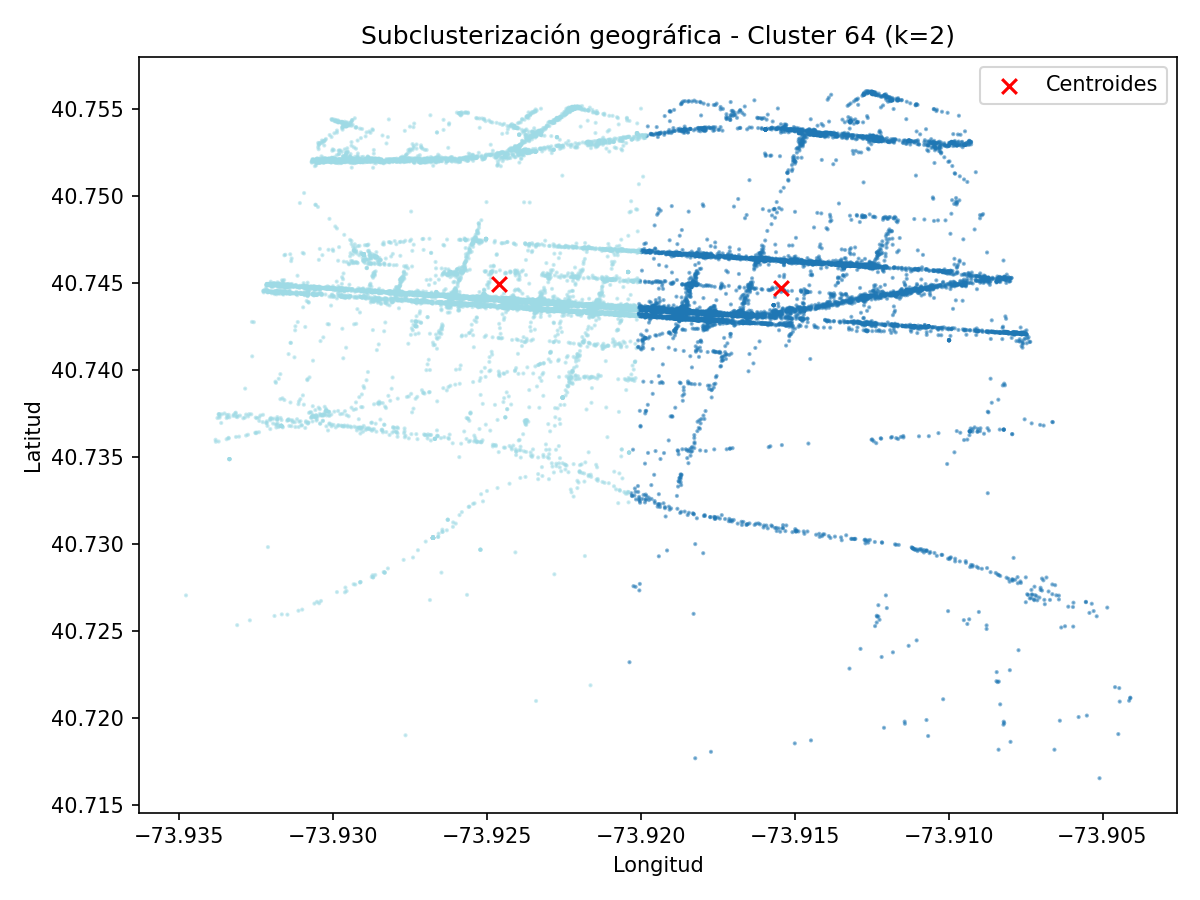 Subclusterización geográfica - Cluster 64 (k=2)
Centroides
40.755
40.750
40.745
40.740
40.735
40.730
40.725
40.720
40.715
Latitud
−73.935 −73.930 −73.925 −73.920 −73.915 −73.910 −73.905
Longitud